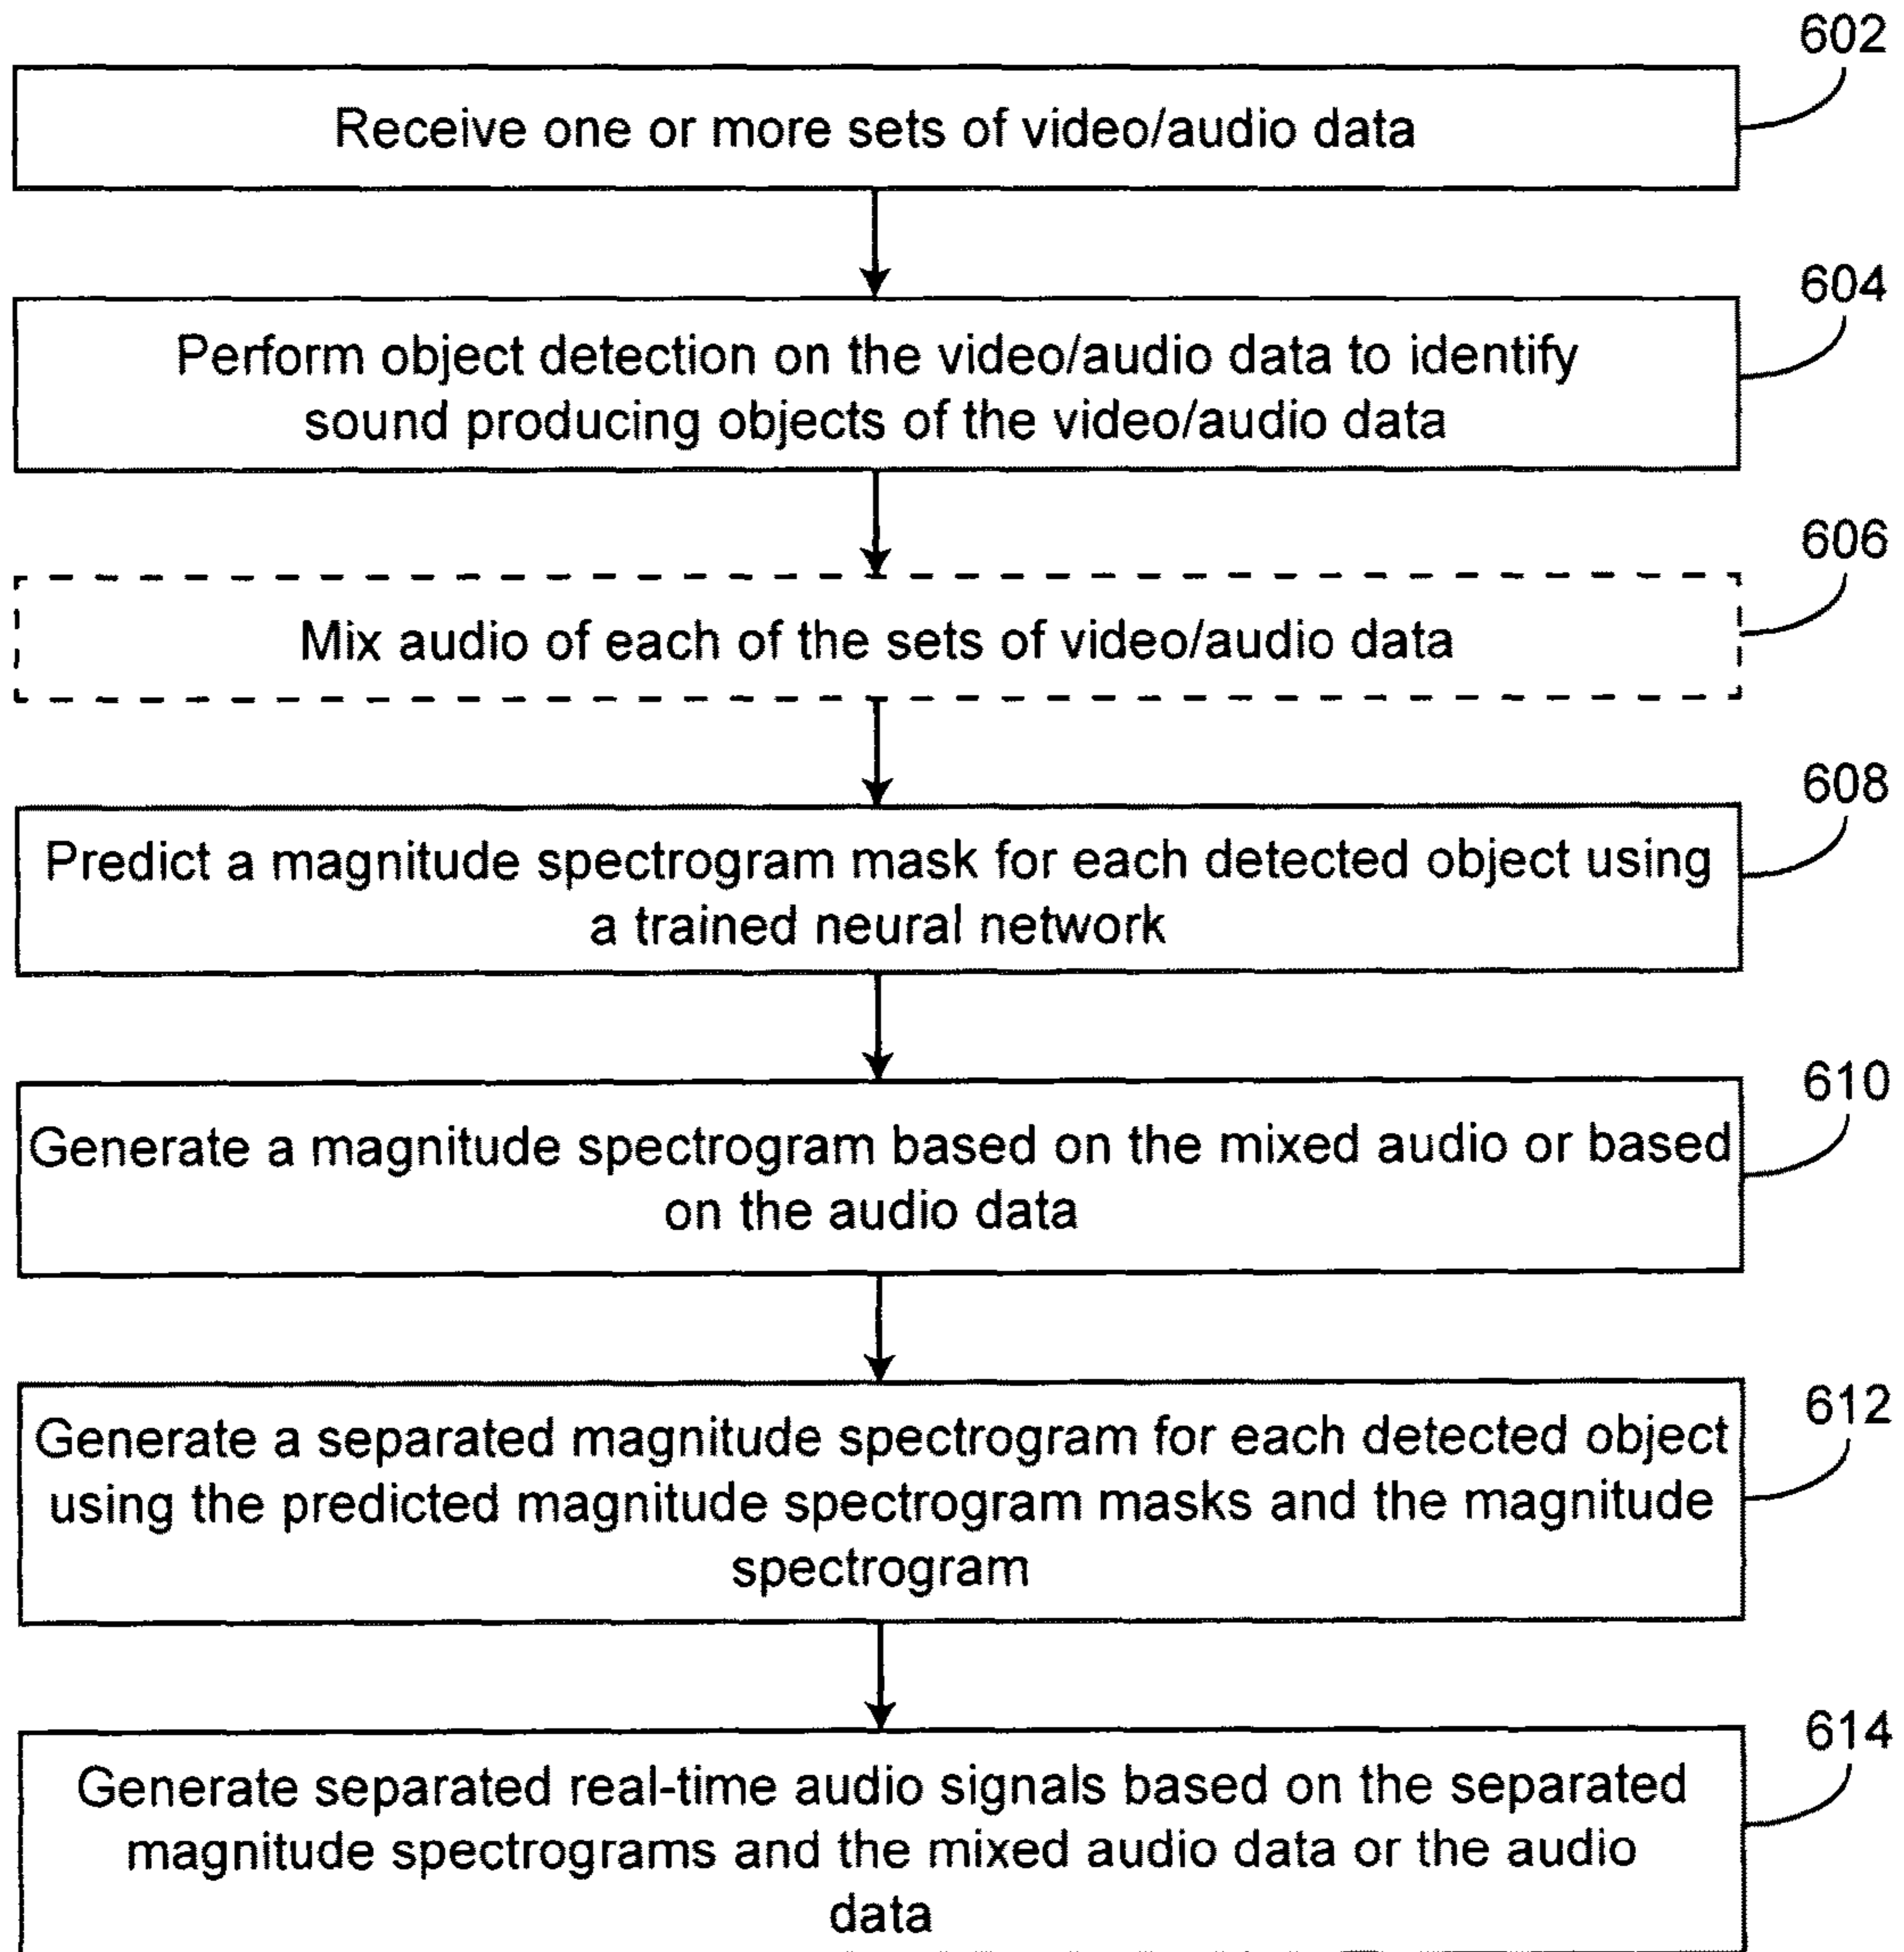 602
Receive one or more sets of video/audio data
604
Perform object detection on the video/audio data to identify
sound producing objects of the video/audio data
606
Mix audio of each of the sets of video/audio data
608
Predict a magnitude spectrogram mask for each detected object using
a trained neural network
610
Generate a magnitude spectrogram based on the mixed audio or based
on the audio data
612
Generate a separated magnitude spectrogram for each detected object
using the predicted magnitude spectrogram masks and the magnitude
spectrogram
614
Generate separated real-time audio signals based on the separated
magnitude spectrograms and the mixed audio data or the audio
data